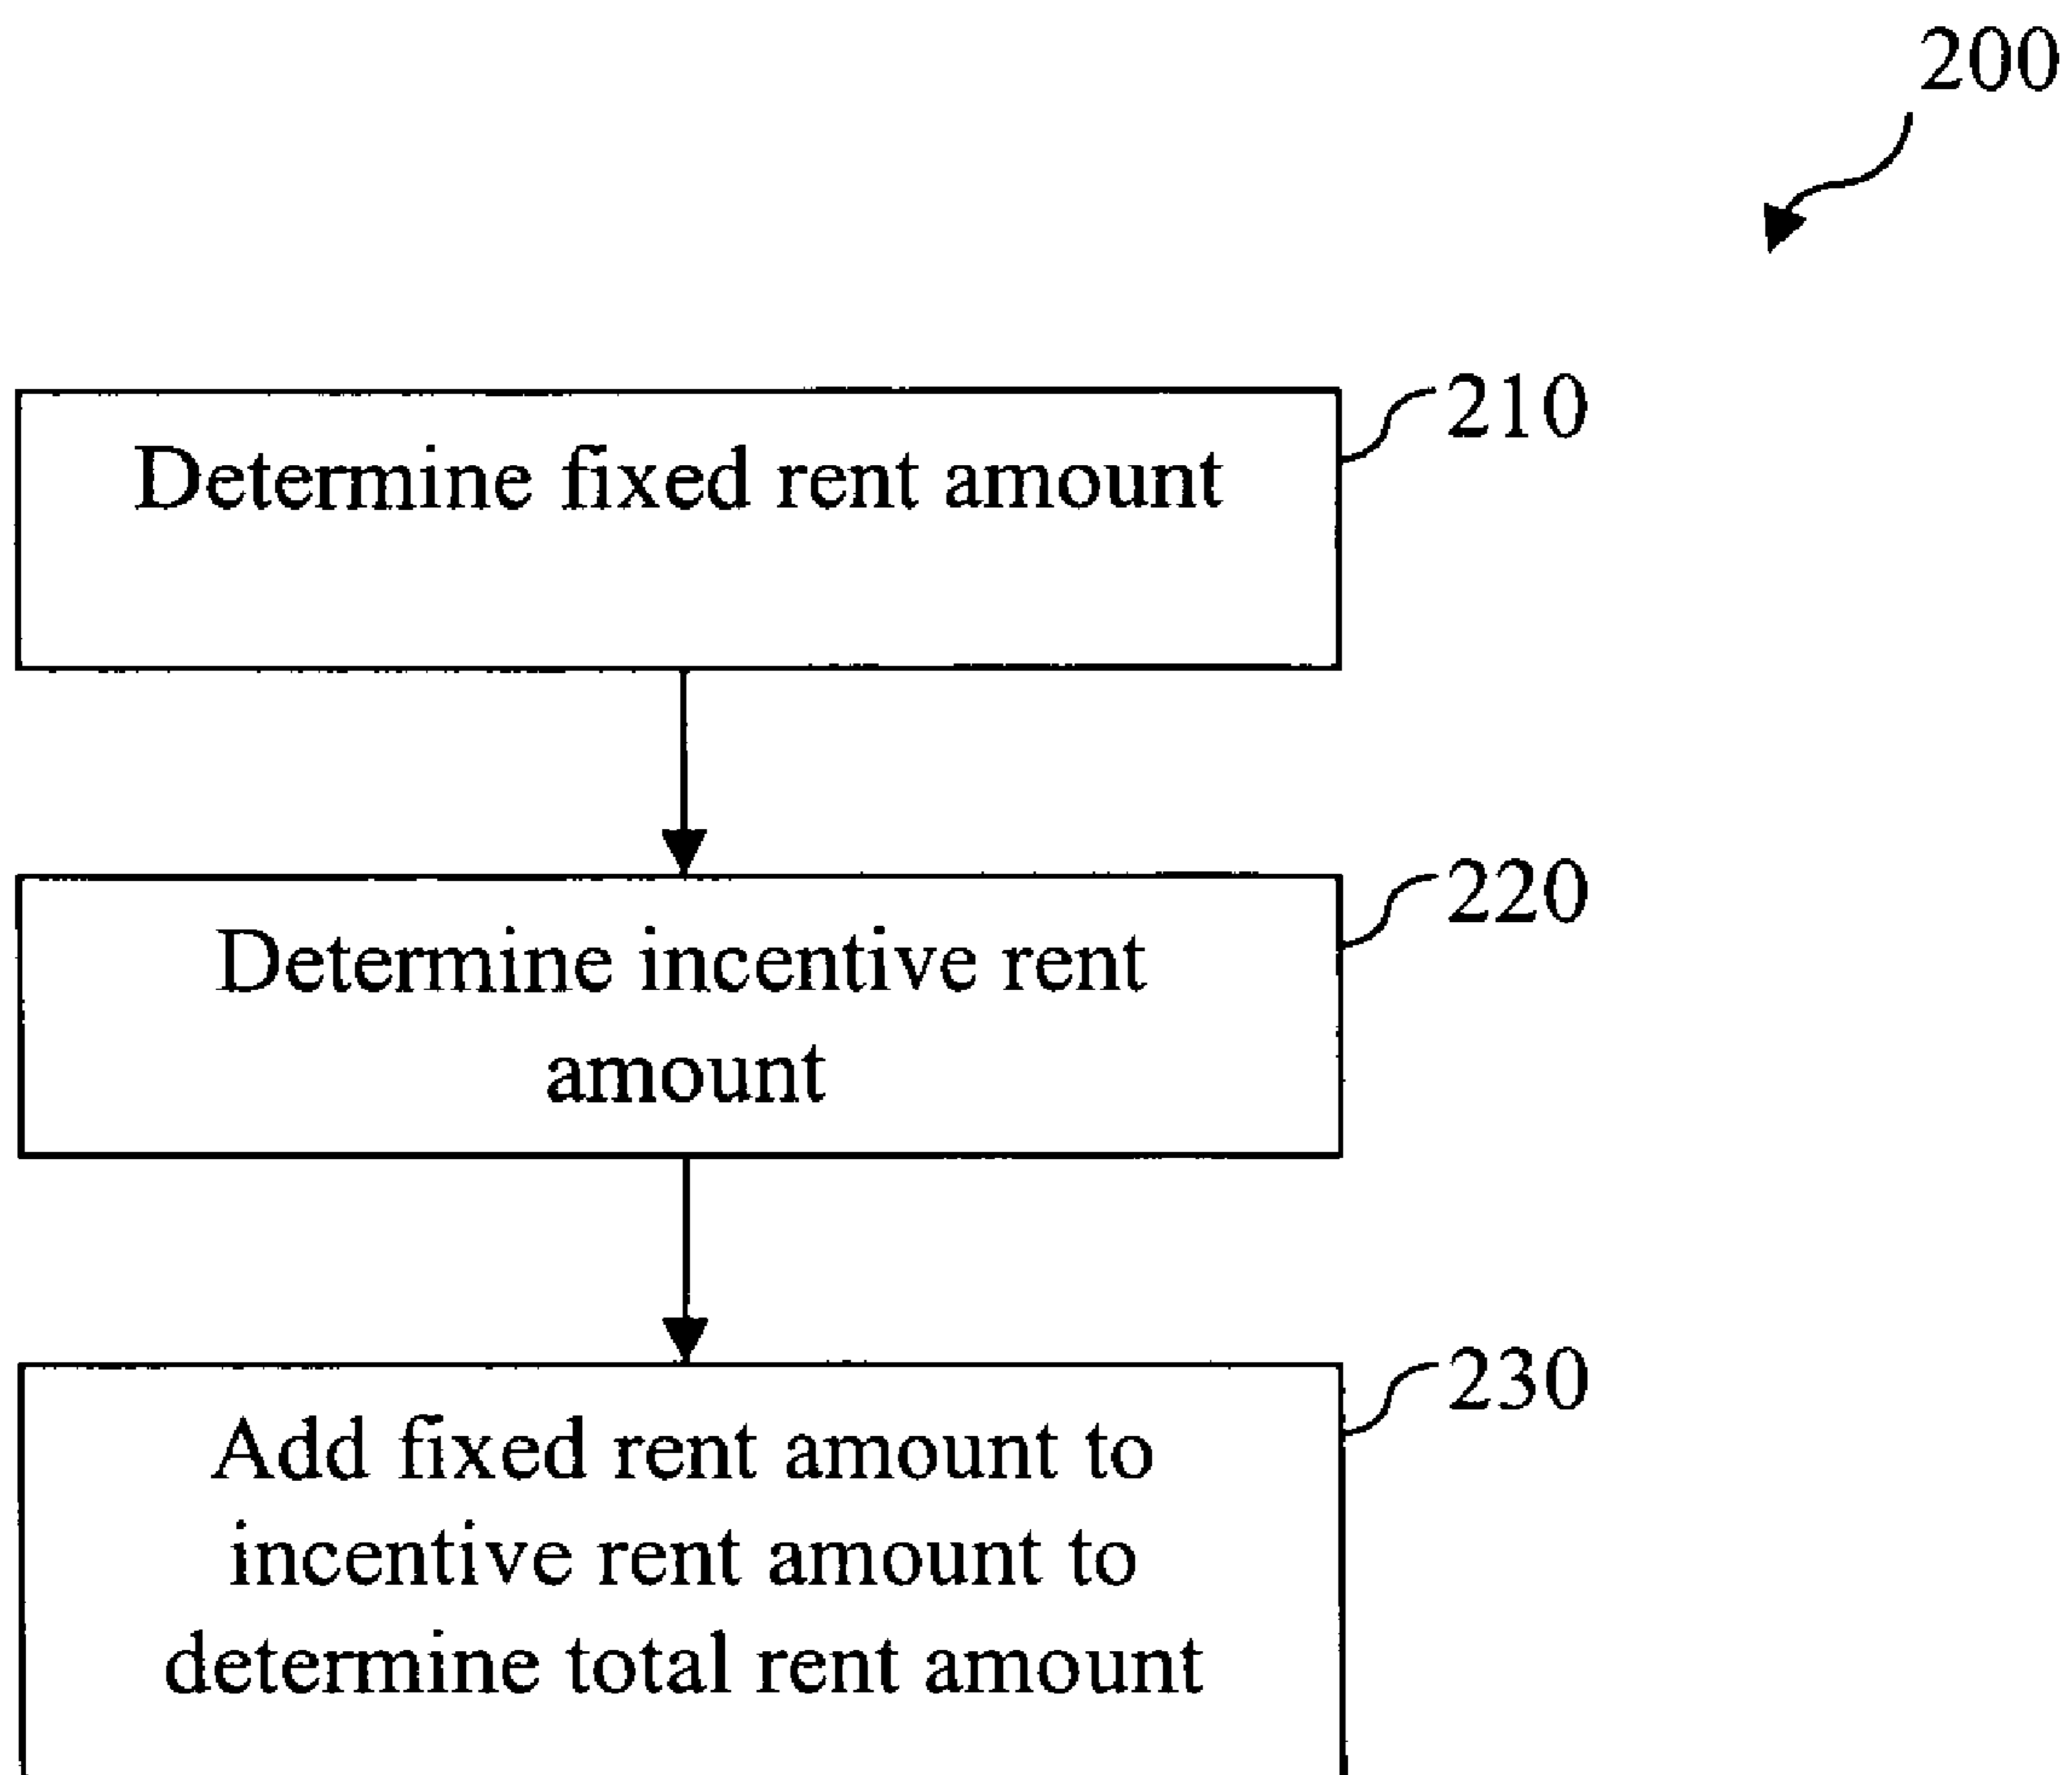 200
210
Determine fixed rent amount
220
Determine incentive rent
amount
230
Add fixed rent amount to
incentive rent amount to
determine total rent amount